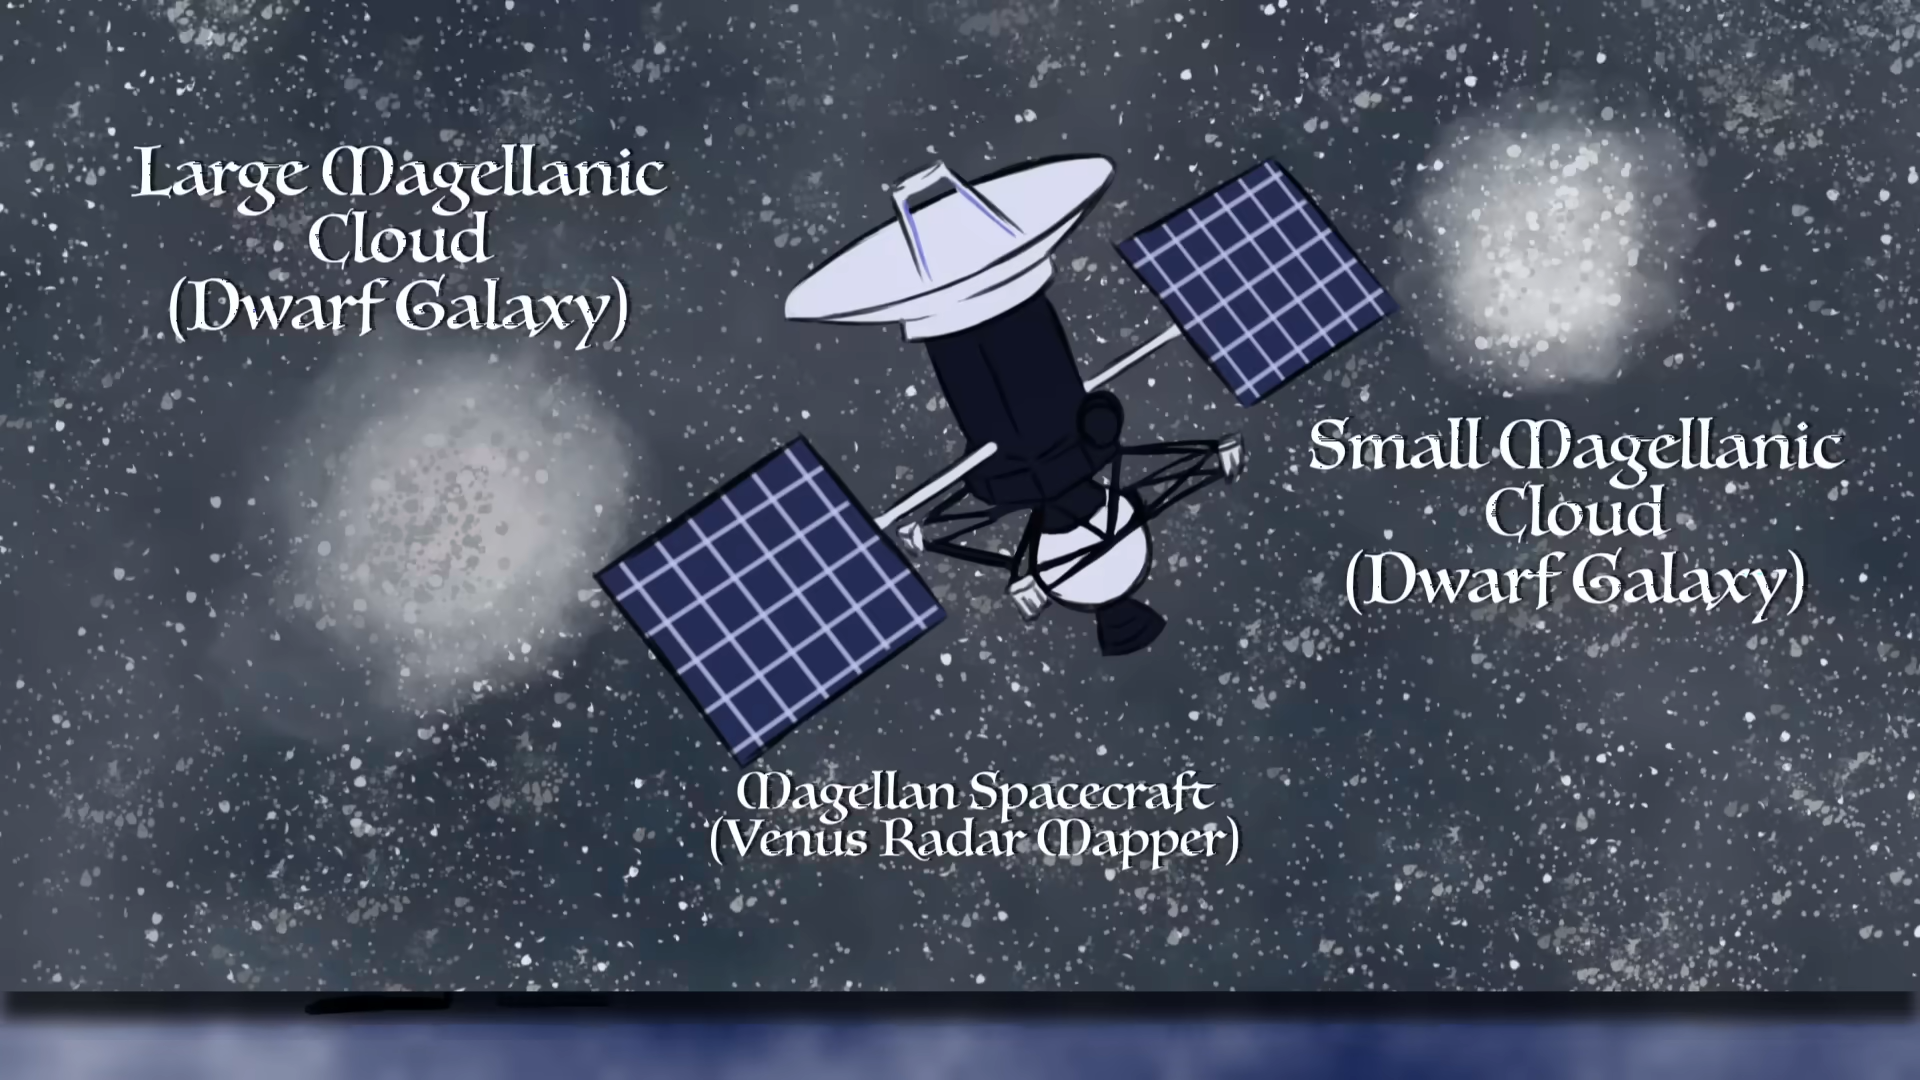 Large Magellanic
Cloud
(Dwarf Galaxy)
Small Magellanic
Cloud
(Dwarf Galaxy)
Magellan Spacecraft
(Venus Radar Mapper)